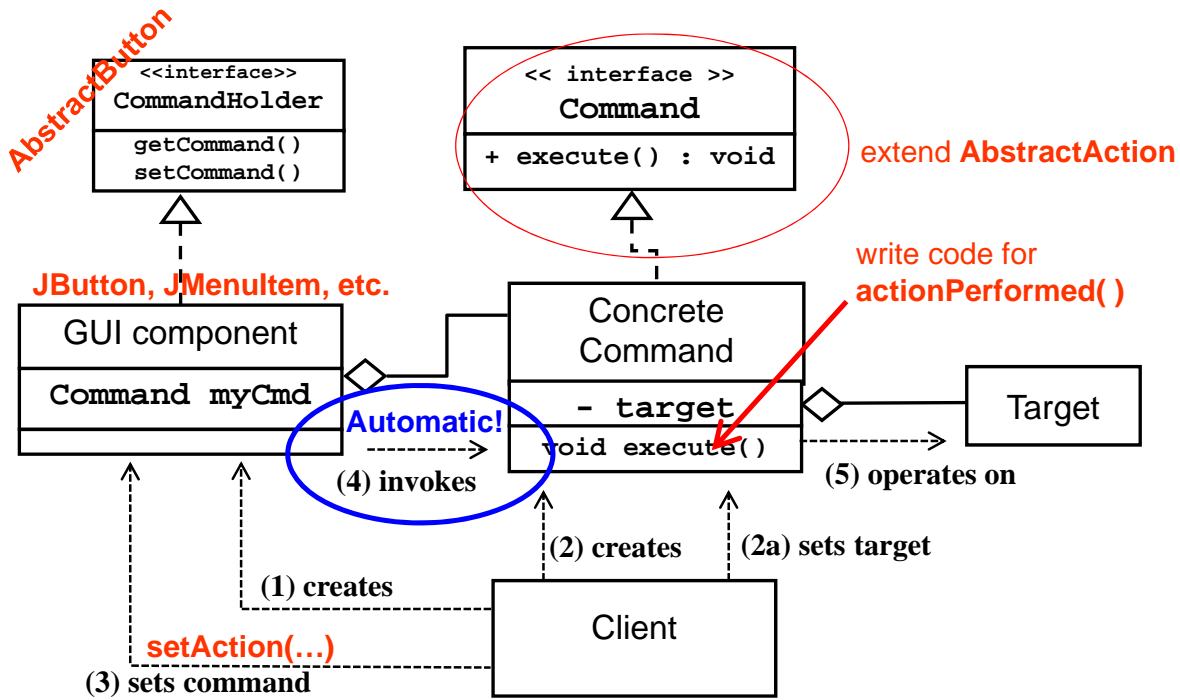 AbstractButton
<<interface>>
CommandHolder
getCommand()
setCommand()
<< interface >>
Command
+ execute() : void
extend AbstractAction
JButton, JMenuItem, etc.
GUI component
Command myCmd
Concrete
Command
- target
void execute()
write code for
actionPerformed( )
Target
Automatic!
(4) invokes
(5) operates on
(2) creates
(2a) sets target
(1) creates
Client
setAction(…)
(3) sets command